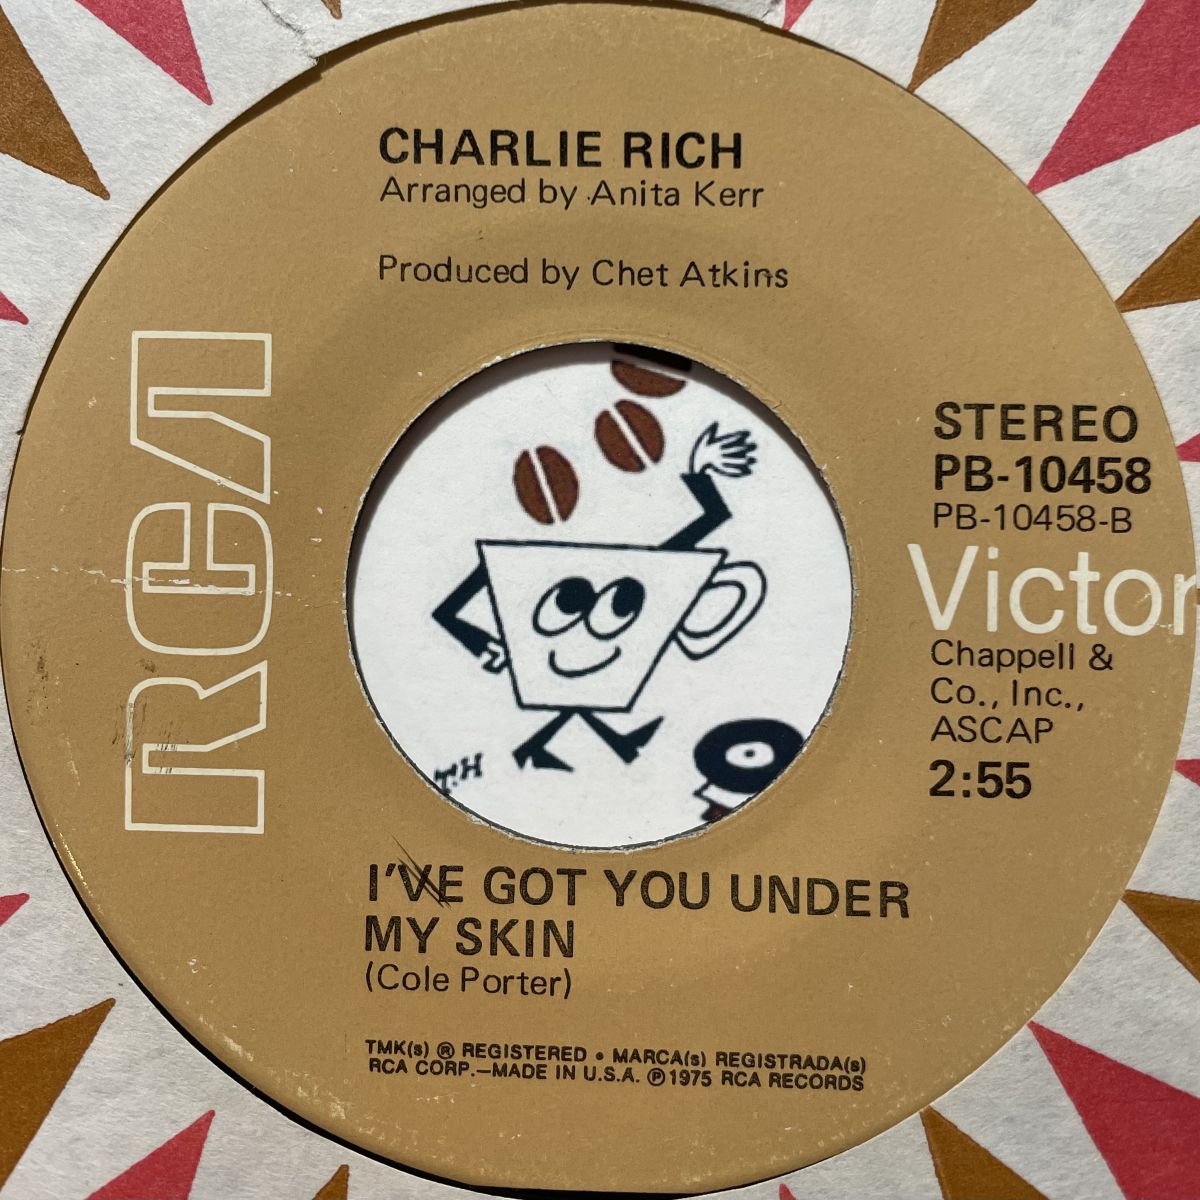 CHARLIE RICH
Arranged by Anita Kerr
Produced by Chet Atkins
RCA
STEREO
PB-10458
PB-10458-B
Victor
Chappell &
Co., Inc.,
ASCAP
2:55
I'VE GOT YOU UNDER
MY SKIN
(Cole Porter)
TMK(s) ® REGISTERED • MARCA(s) REGISTRADA(s)
RCA CORP.—MADE IN U.S.A. ℗1975 RCA RECORDS